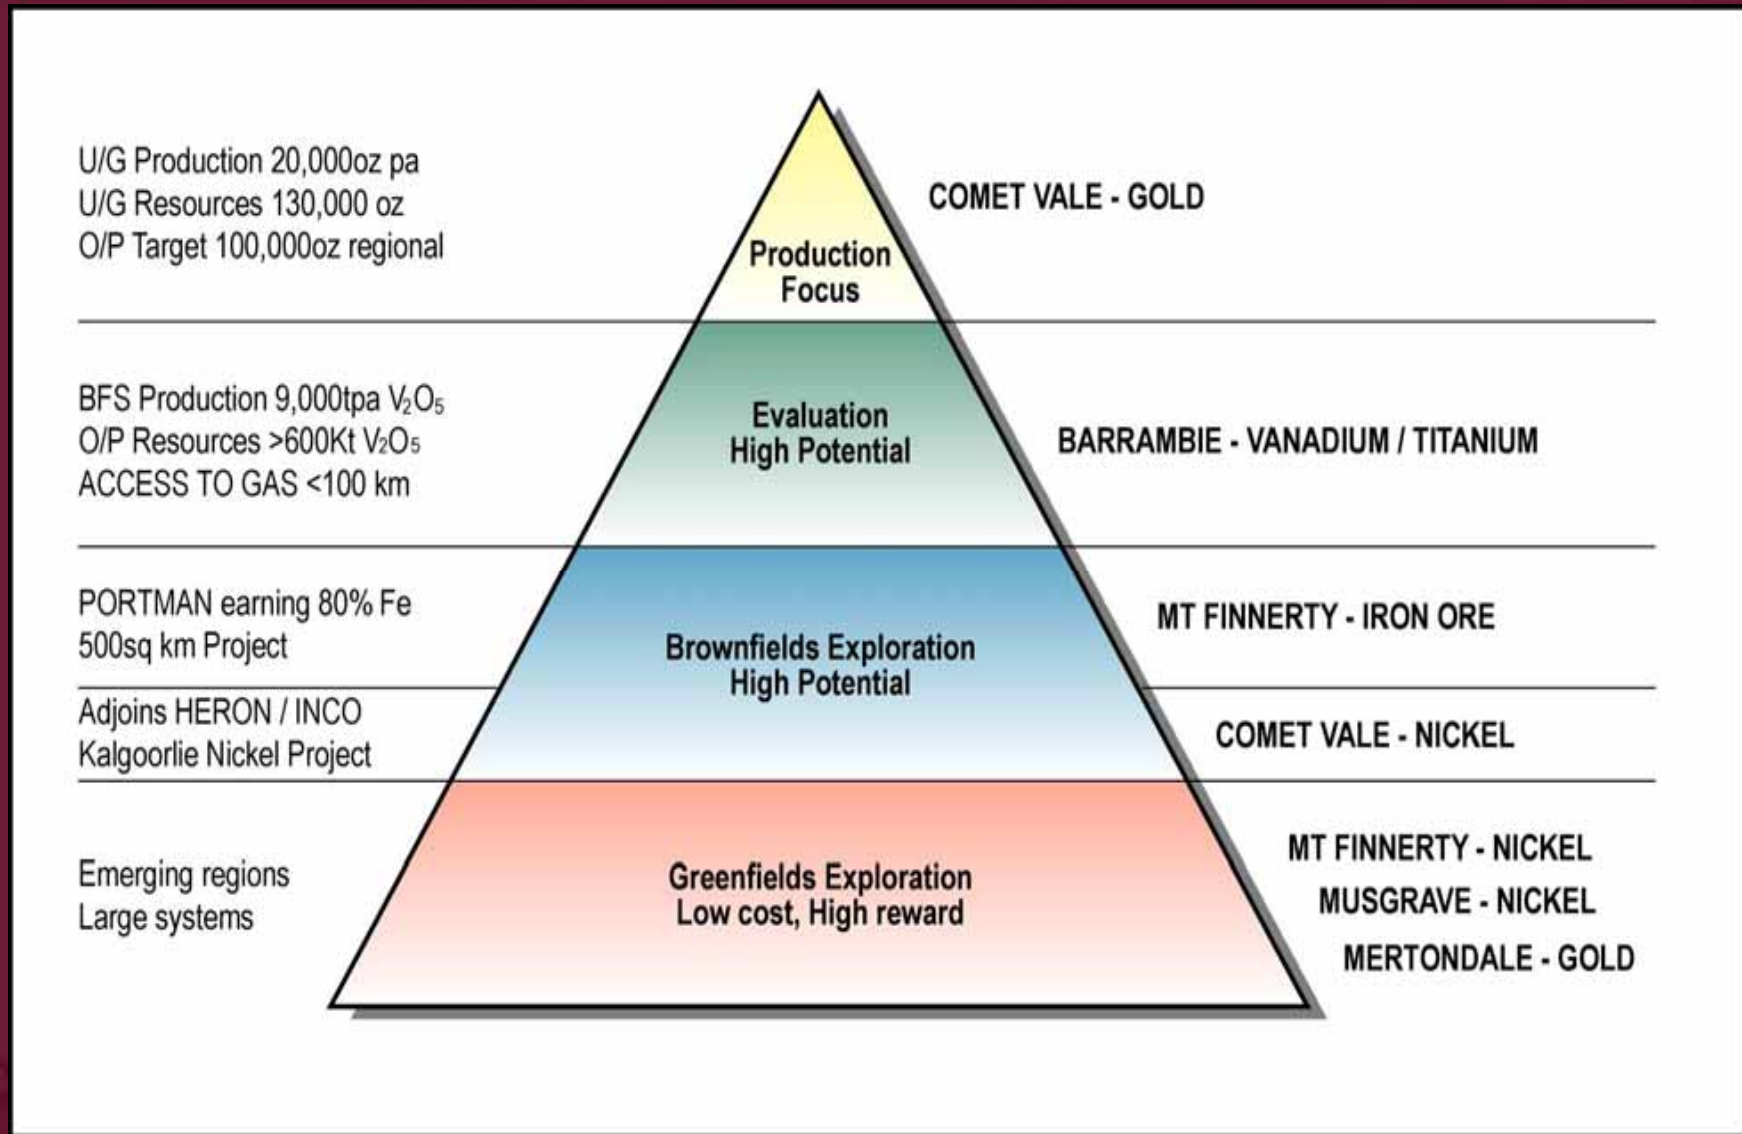 U/G Production 20,000oz pa
U/G Resources 130,000 oz
O/P Target 100,000oz regional
Production
Focus
COMET VALE - GOLD
BFS Production 9,000tpa V₂O₅
O/P Resources >600Kt V₂O₅
ACCESS TO GAS <100 km
Evaluation
High Potential
BARRAMBIE - VANADIUM / TITANIUM
PORTMAN earning 80% Fe
500sq km Project
Brownfields Exploration
High Potential
MT FINNERTY - IRON ORE
Adjoins HERON / INCO
Kalgoorlie Nickel Project
COMET VALE - NICKEL
Emerging regions
Large systems
Greenfields Exploration
Low cost, High reward
MT FINNERTY - NICKEL
MUSGRAVE - NICKEL
MERTONDALE - GOLD